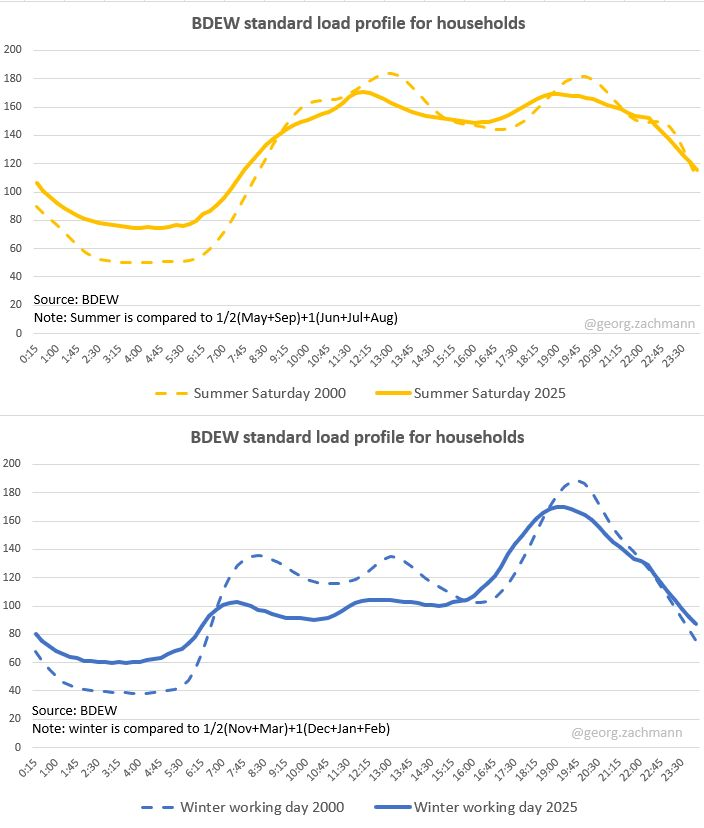 BDEW standard load profile for households
200
180
160
140
120
100
80
60
40
20
0
Source: BDEW
Note: Summer is compared to 1/2(May+Sep)+1(Jun+Jul+Aug)
@georg.zachmann
0:15 1:00 1:45 2:30 3:15 4:00 4:45 5:30 6:15 7:00 7:45 8:30 9:15 10:00 10:45 11:30 12:15 13:00 13:45 14:30 15:15 16:00 16:45 17:30 18:15 19:00 19:45 20:30 21:15 22:00 22:45 23:30
Summer Saturday 2000 Summer Saturday 2025
BDEW standard load profile for households
200
180
160
140
120
100
80
60
40
20
0
Source: BDEW
Note: winter is compared to 1/2(Nov+Mar)+1(Dec+Jan+Feb)
@georg.zachmann
0:15 1:00 1:45 2:30 3:15 4:00 4:45 5:30 6:15 7:00 7:45 8:30 9:15 10:00 10:45 11:30 12:15 13:00 13:45 14:30 15:15 16:00 16:45 17:30 18:15 19:00 19:45 20:30 21:15 22:00 22:45 23:30
Winter working day 2000 Winter working day 2025